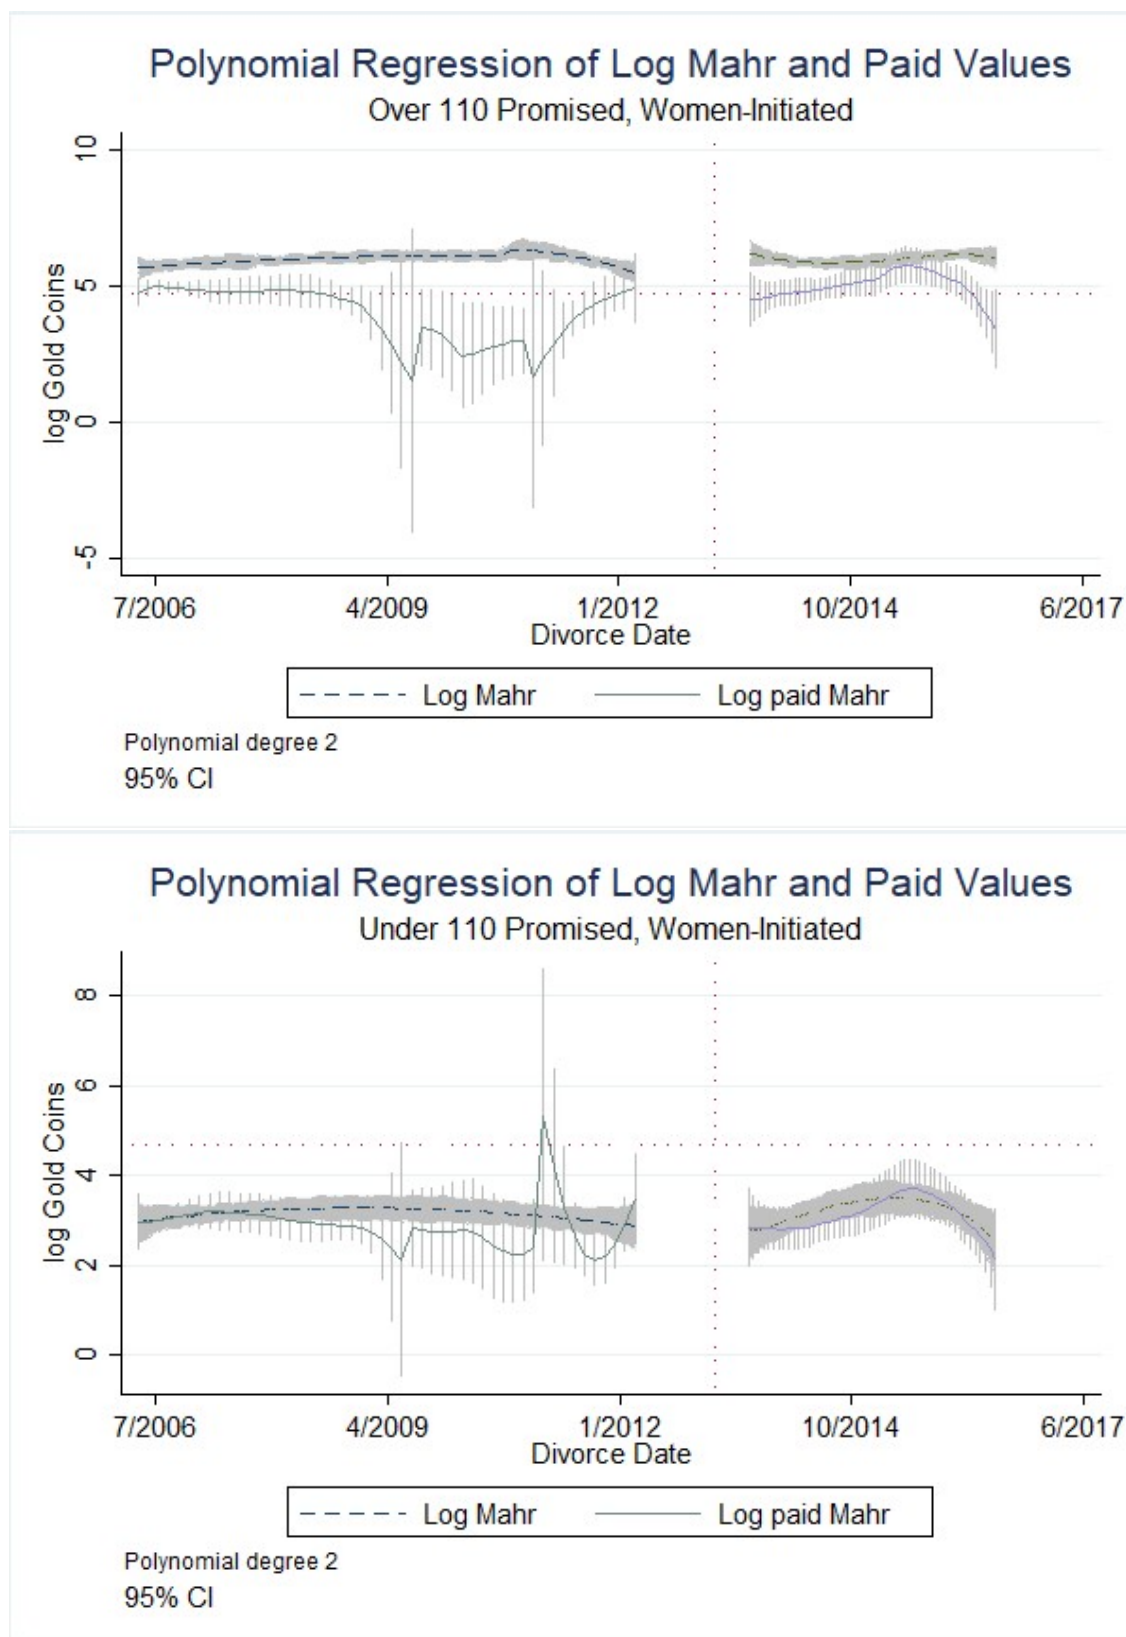 Polynomial Regression of Log Mahr and Paid Values
Over 110 Promised, Women-Initiated
log Gold Coins
10
5
0
-5
7/2006 4/2009 1/2012 10/2014 6/2017
Divorce Date
Log Mahr Log paid Mahr
Polynomial degree 2
95% CI
Polynomial Regression of Log Mahr and Paid Values
Under 110 Promised, Women-Initiated
log Gold Coins
8
6
4
2
0
7/2006 4/2009 1/2012 10/2014 6/2017
Divorce Date
Log Mahr Log paid Mahr
Polynomial degree 2
95% CI